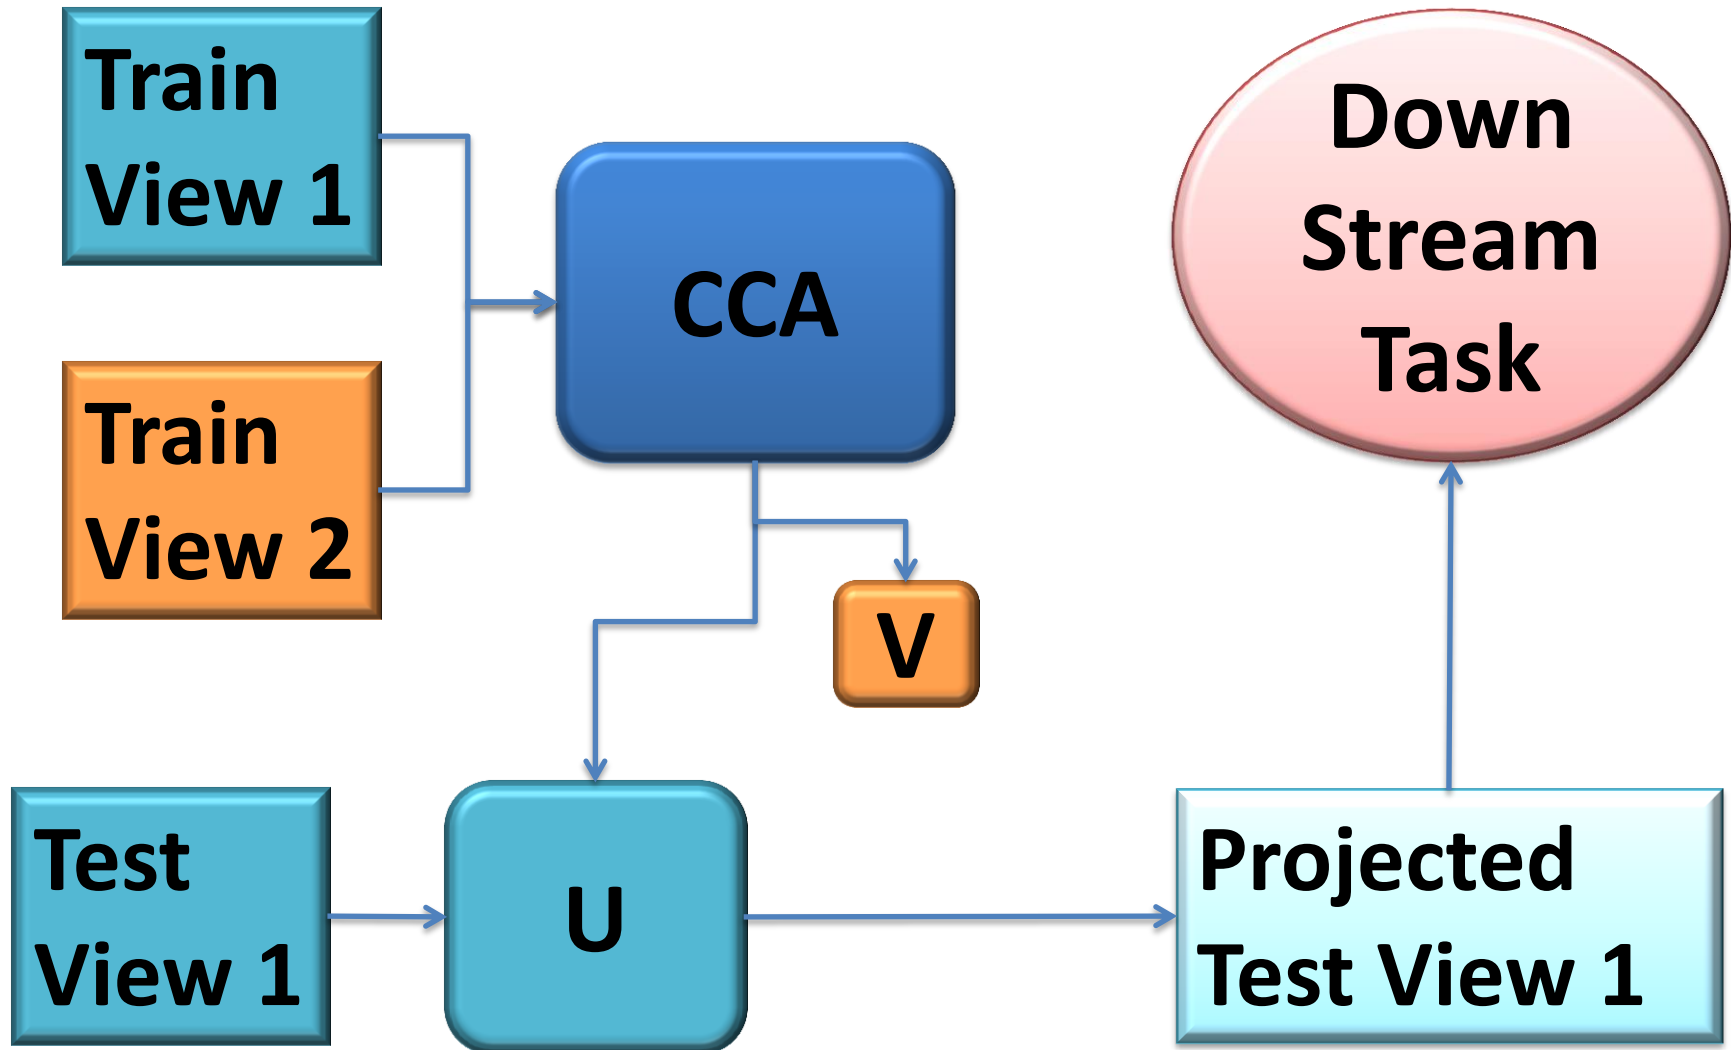 Train
View 1
Train
View 2
CCA
Down
Stream
Task
V
Test
View 1
U
Projected
Test View 1